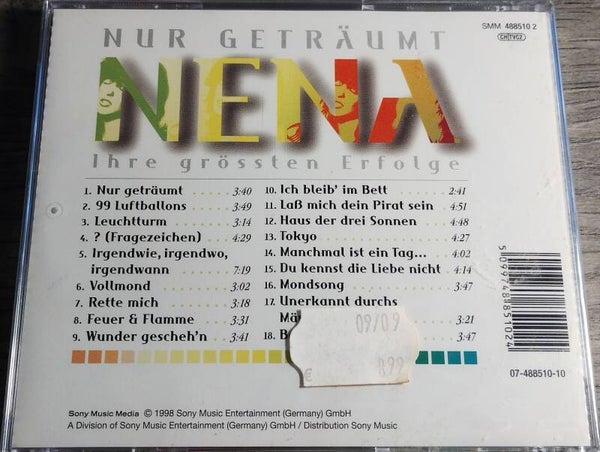 NUR GETRÄUMT
SMM 488510 2
CH(TVC2
NENA
Ihre grössten Erfolge
1. Nur geträumt ..... 3:40
2. 99 Luftballons ..... 3:49
3. Leuchtturm ..... 3:14
4. ? (Fragezeichen) ..... 4:29
5. Irgendwie, irgendwo,
irgendwann ..... 7:19
6. Vollmond ..... 3:02
7. Rette mich ..... 3:18
8. Feuer & Flamme ..... 3:31
9. Wunder gescheh'n ..... 3:41
10. Ich bleib' im Bett ..... 2:41
11. Laß mich dein Pirat sein ..... 4:51
12. Haus der drei Sonnen ..... 4:48
13. Tokyo ..... 4:27
14. Manchmal ist ein Tag... ..... 4:02
15. Du kennst die Liebe nicht ..... 4:14
16. Mondsong ..... 3:47
17. Unerkannt durchs
3:21
18. 3:47
09/09
€ 8,99
5 099748 851024
07-488510-10
Sony Music Media © 1998 Sony Music Entertainment (Germany) GmbH
A Division of Sony Music Entertainment (Germany) GmbH / Distribution Sony Music